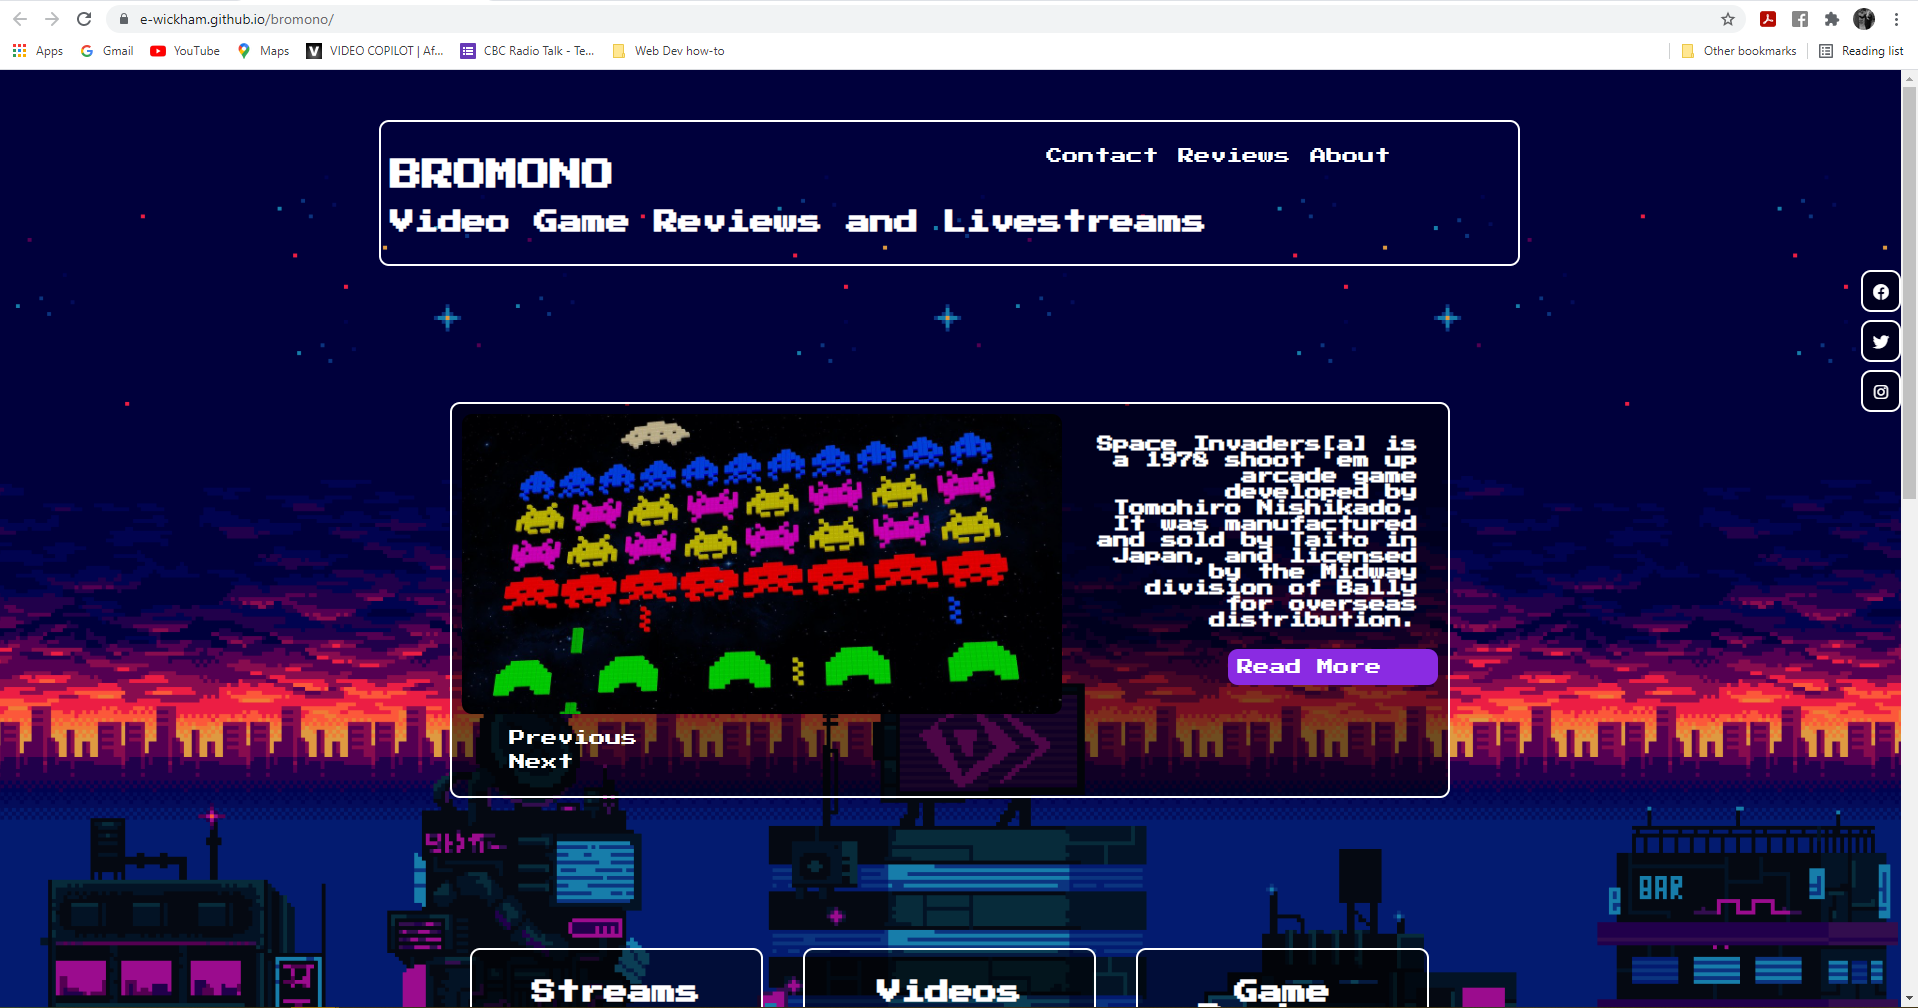 e-wickham.github.io/bromono/
Apps Gmail YouTube Maps VIDEO COPILOT | Af... CBC Radio Talk - Te... Web Dev how-to Other bookmarks Reading list
Contact Reviews About
BROMONO
Video Game Reviews and Livestreams
Space Invaders[a] is
a 1978 shoot 'em up
arcade game
developed by
Tomohiro Nishikado.
It was manufactured
and sold by Taito in
Japan, and licensed
by the Midway
division of Bally
for overseas
distribution.
Read More
Previous
Next
BAR
Streams
Videos
Game